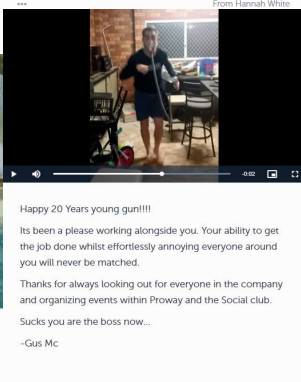 From Hannah White
-0:02
Happy 20 Years young gun!!!!
Its been a please working alongside you. Your ability to get
the job done whilst effortlessly annoying everyone around
you will never be matched.
Thanks for always looking out for everyone in the company
and organizing events within Proway and the Social club.
Sucks you are the boss now...
-Gus Mc